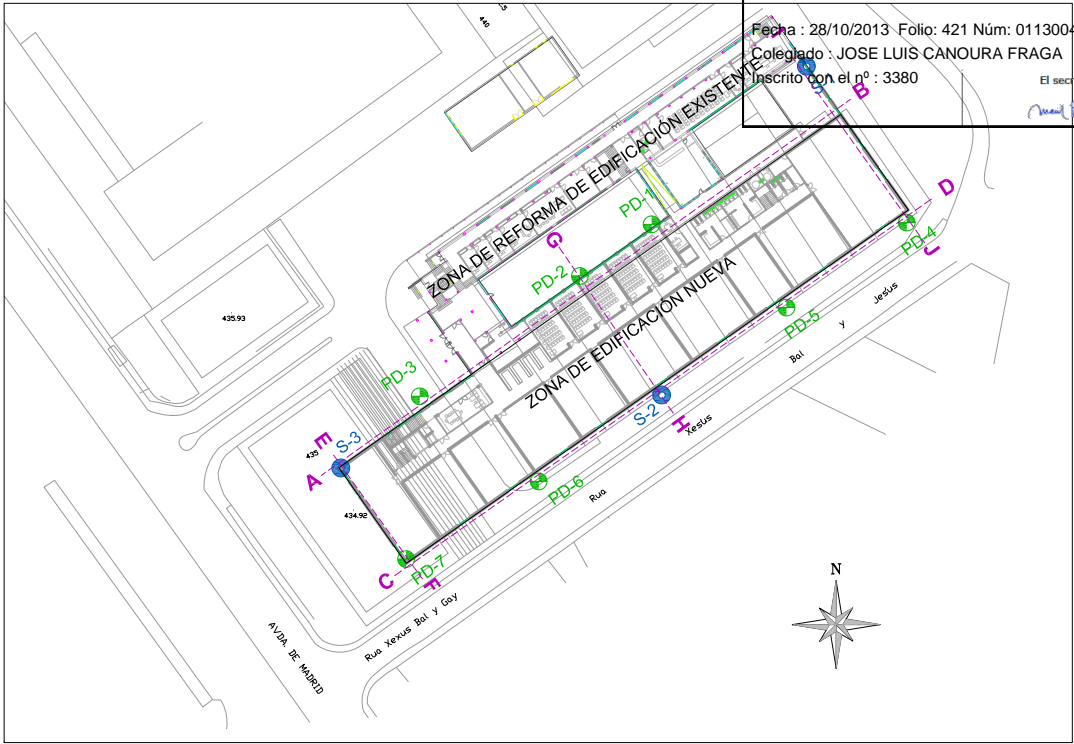 Fecha : 28/10/2013 Folio: 421 Núm: 0113004
Colegiado : JOSE LUIS CANOURA FRAGA
Inscrito con el nº : 3380
El secr
440
S-1
B
ZONA DE REFORMA DE EDIFICACIÓN EXISTENTE
D
PD-1
PD-4
J
G
PD-2
ZONA DE EDIFICACIÓN NUEVA
PD-5
Jesus
y
Bal
Xesus
Rua
435.93
PD-3
S-2
H
E
S-3
435
A
434.92
PD-6
C
PD-7
F
Rua Xexus Bal y Gay
AVDA. DE MADRID
N